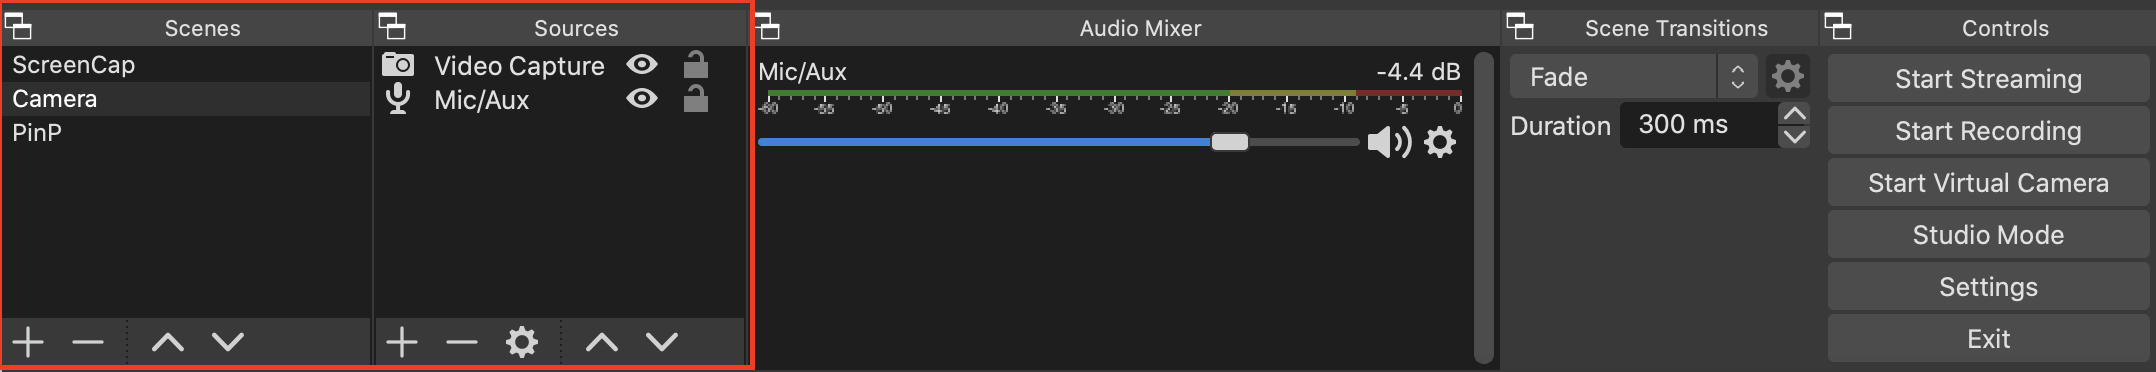 Scenes
ScreenCap
Camera
PinP
Sources
Video Capture
Mic/Aux
Audio Mixer
Mic/Aux -4.4 dB
-60 -55 -50 -45 -40 -35 -30 -25 -20 -15 -10 -5 0
Scene Transitions
Fade
Duration 300 ms
Controls
Start Streaming
Start Recording
Start Virtual Camera
Studio Mode
Settings
Exit